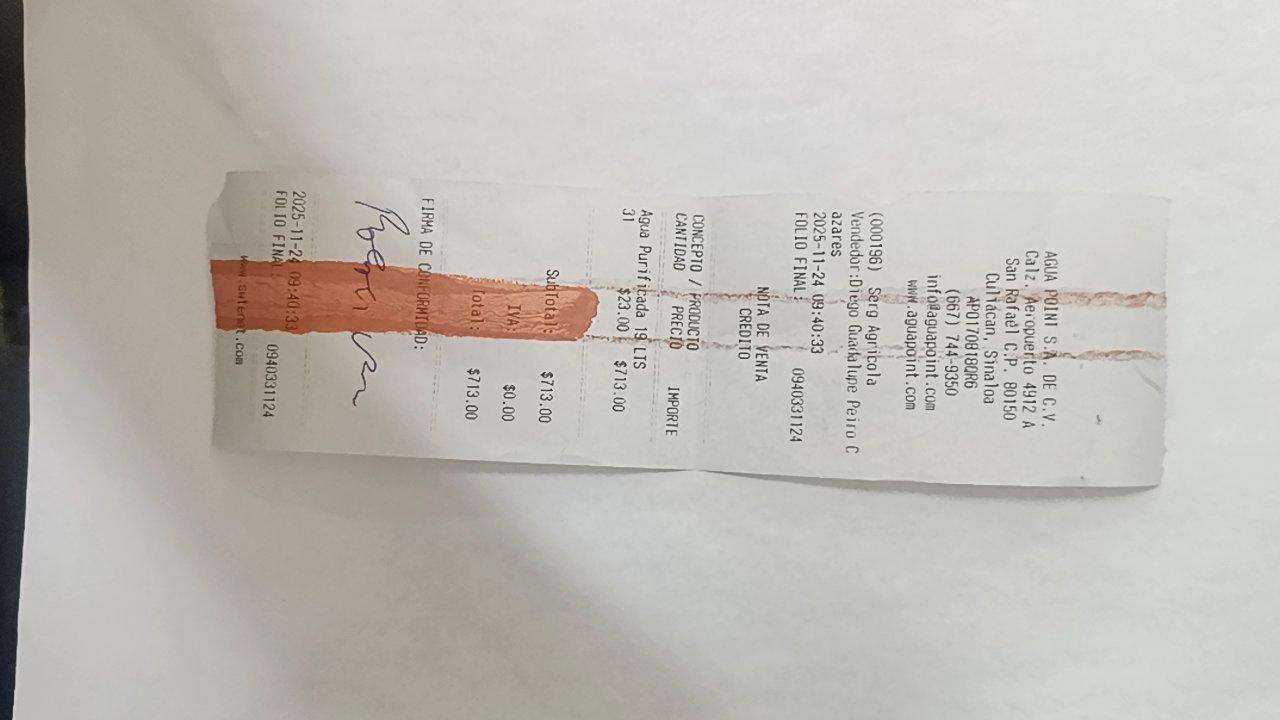 AGUA POINT S.A. DE C.V.
Calz. Aeropuerto 4912 A
San Rafael C.P. 80150
Culiacan, Sinaloa
APO170818QR6
(667) 744-9350
info@aguapoint.com
www.aguapoint.com
(000196) Serg Agricola
Vendedor:Diego Guadalupe Peiro C
azares
2025-11-24 09:40:33
FOLIO FINAL: 0940331124
NOTA DE VENTA
CREDITO
CONCEPTO / PRODUCTO
CANTIDAD / PRECIO IMPORTE
Agua Purificada 19 LTS
31 $23.00 $713.00
Subtotal: $713.00
IVA: $0.00
Total: $713.00
FIRMA DE CONFORMIDAD:
2025-11-24 09:40:33
FOLIO FINAL: 0940331124